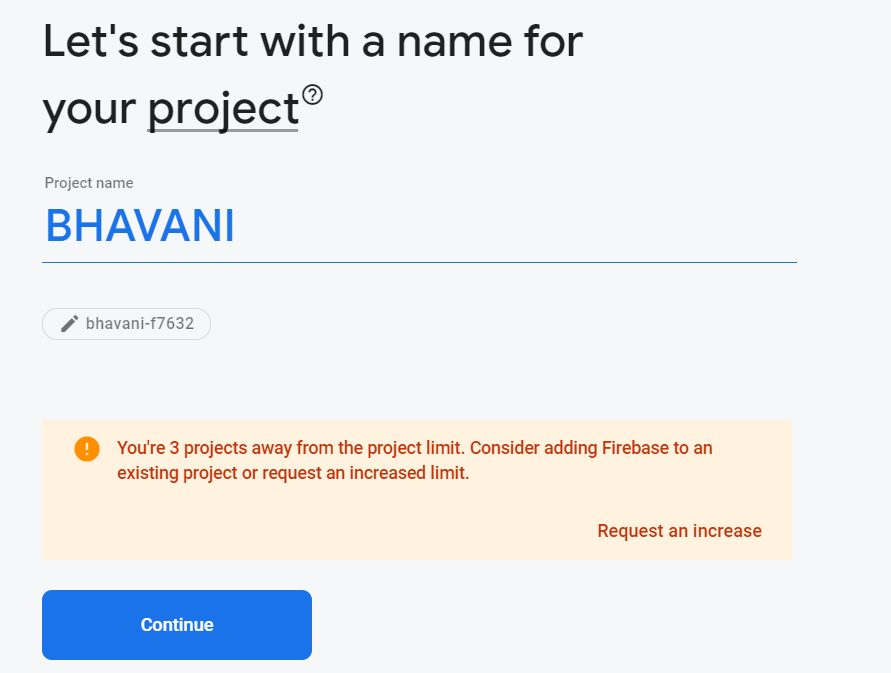 Let's start with a name for
your project
Project name
BHAVANI
bhavani-f7632
You're 3 projects away from the project limit. Consider adding Firebase to an
existing project or request an increased limit.
Request an increase
Continue